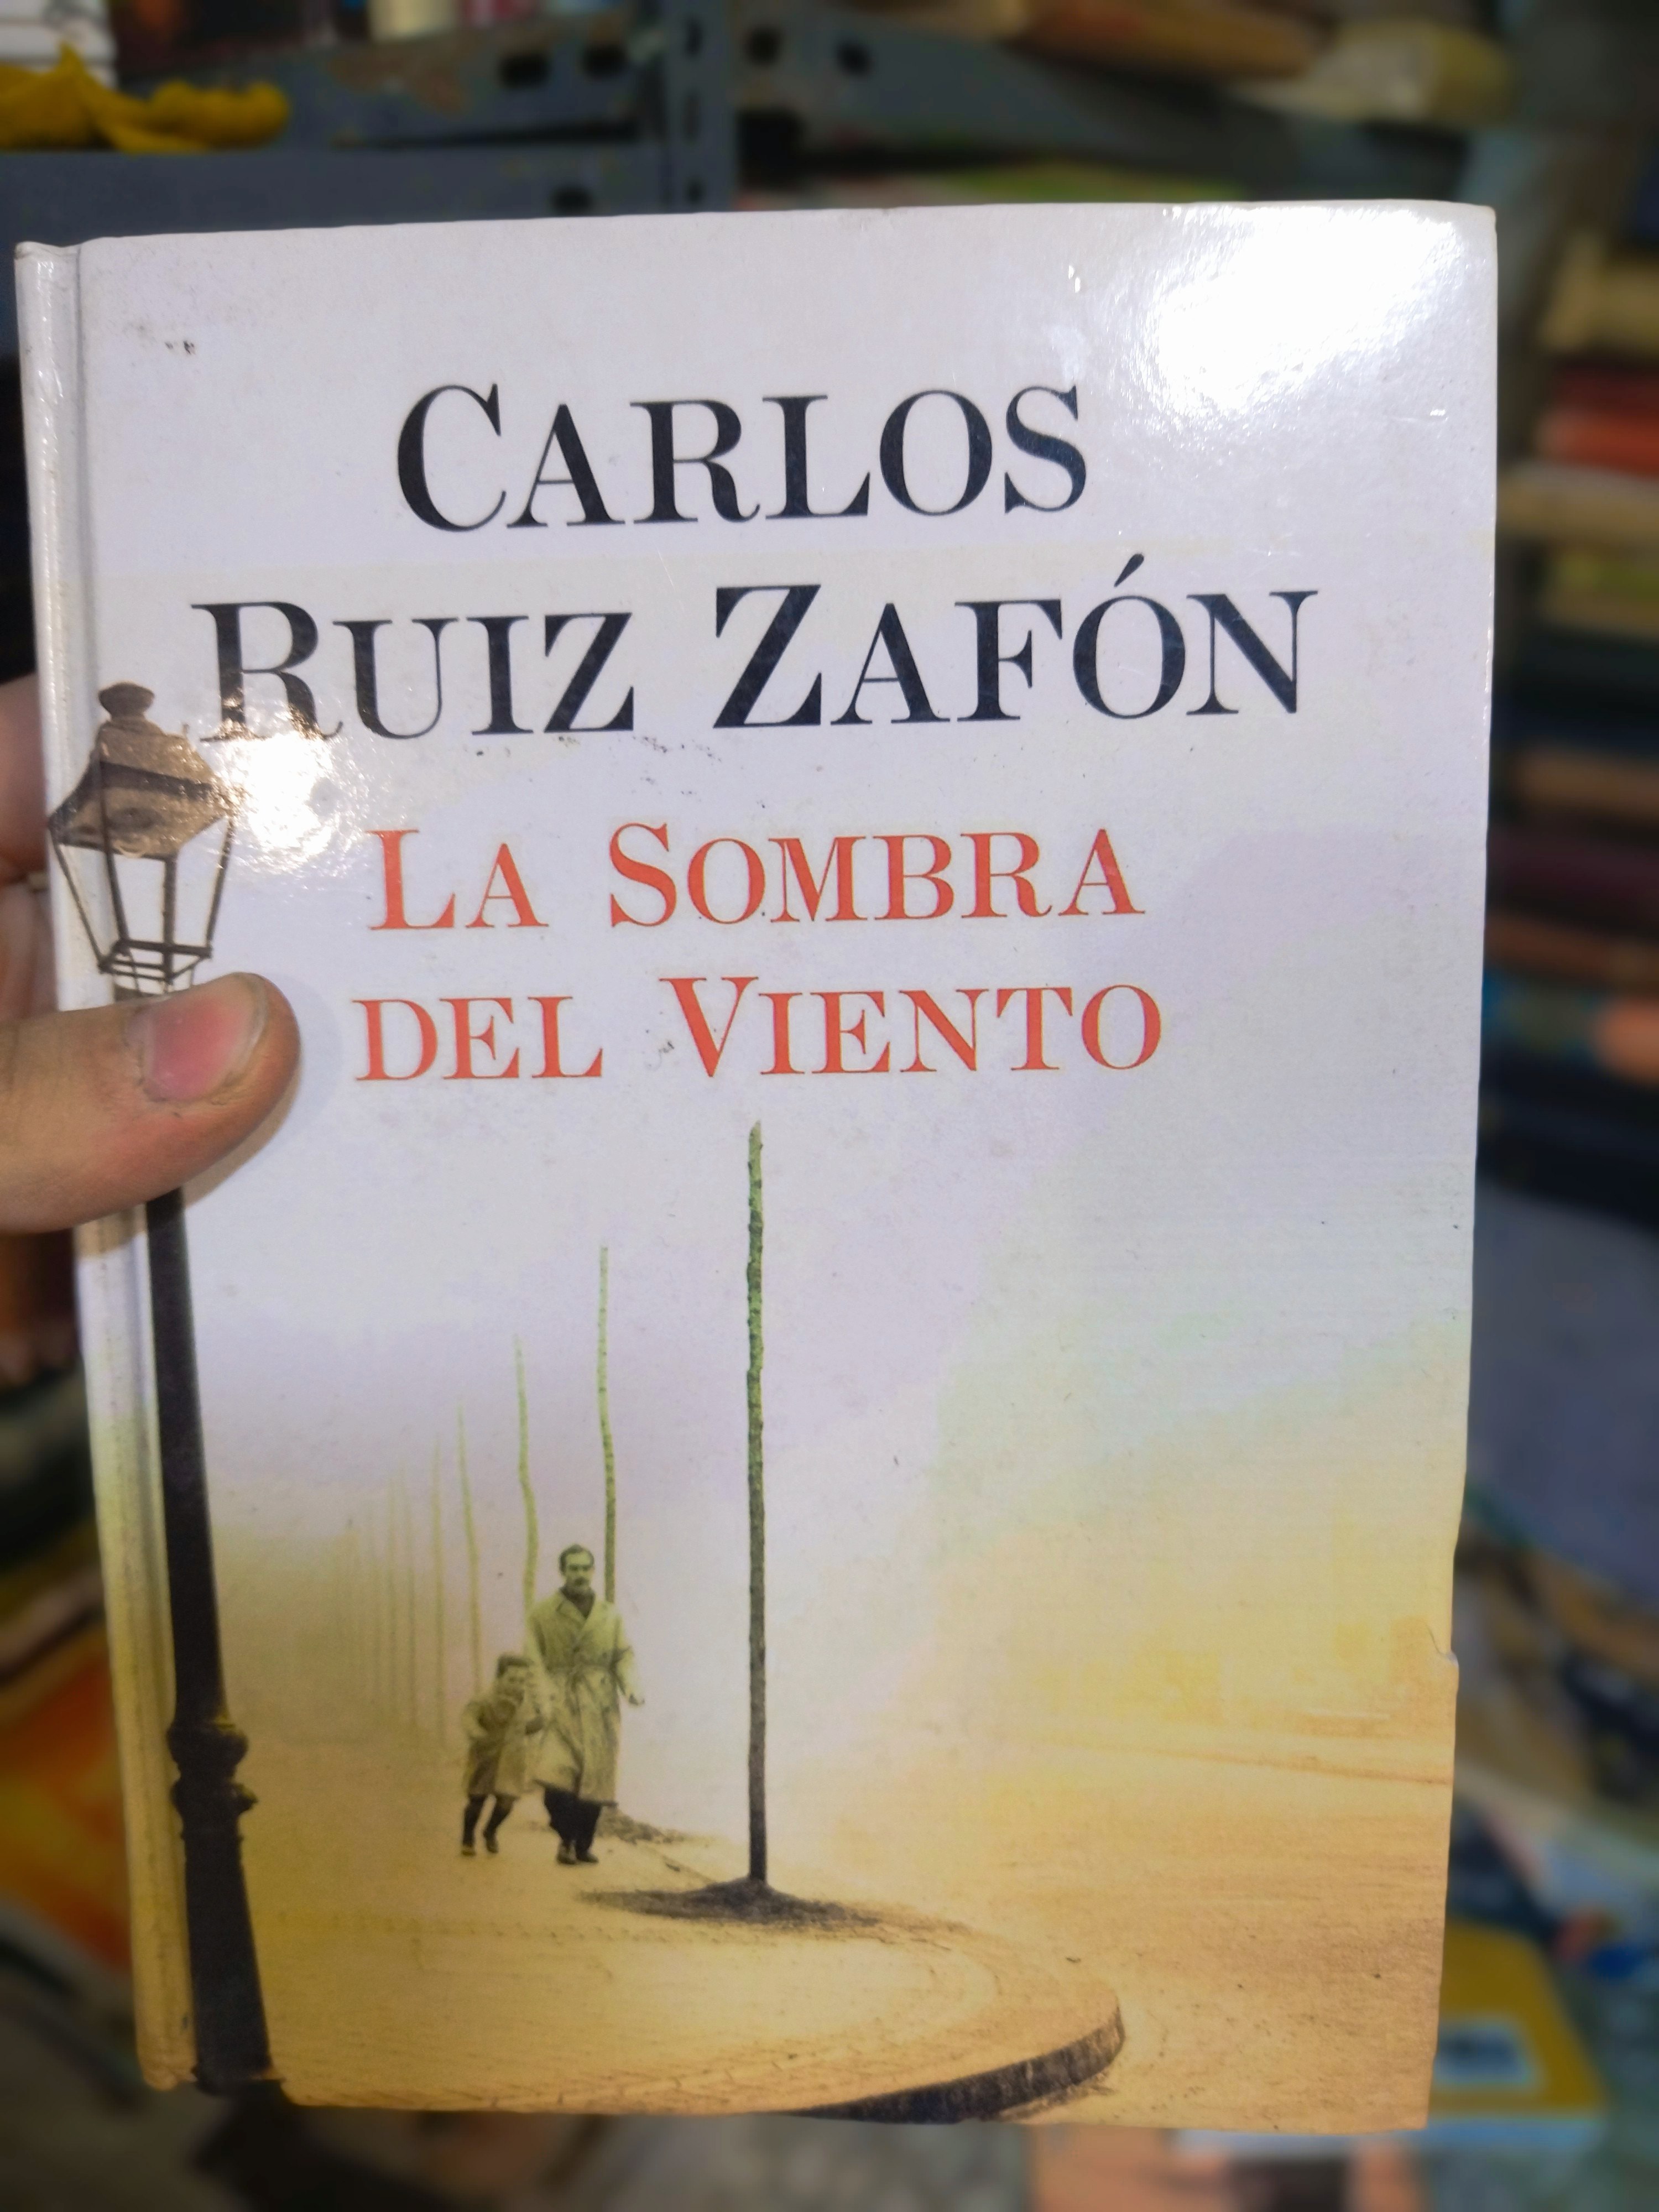 CARLOS
RUIZ ZAFÓN
LA SOMBRA
DEL VIENTO